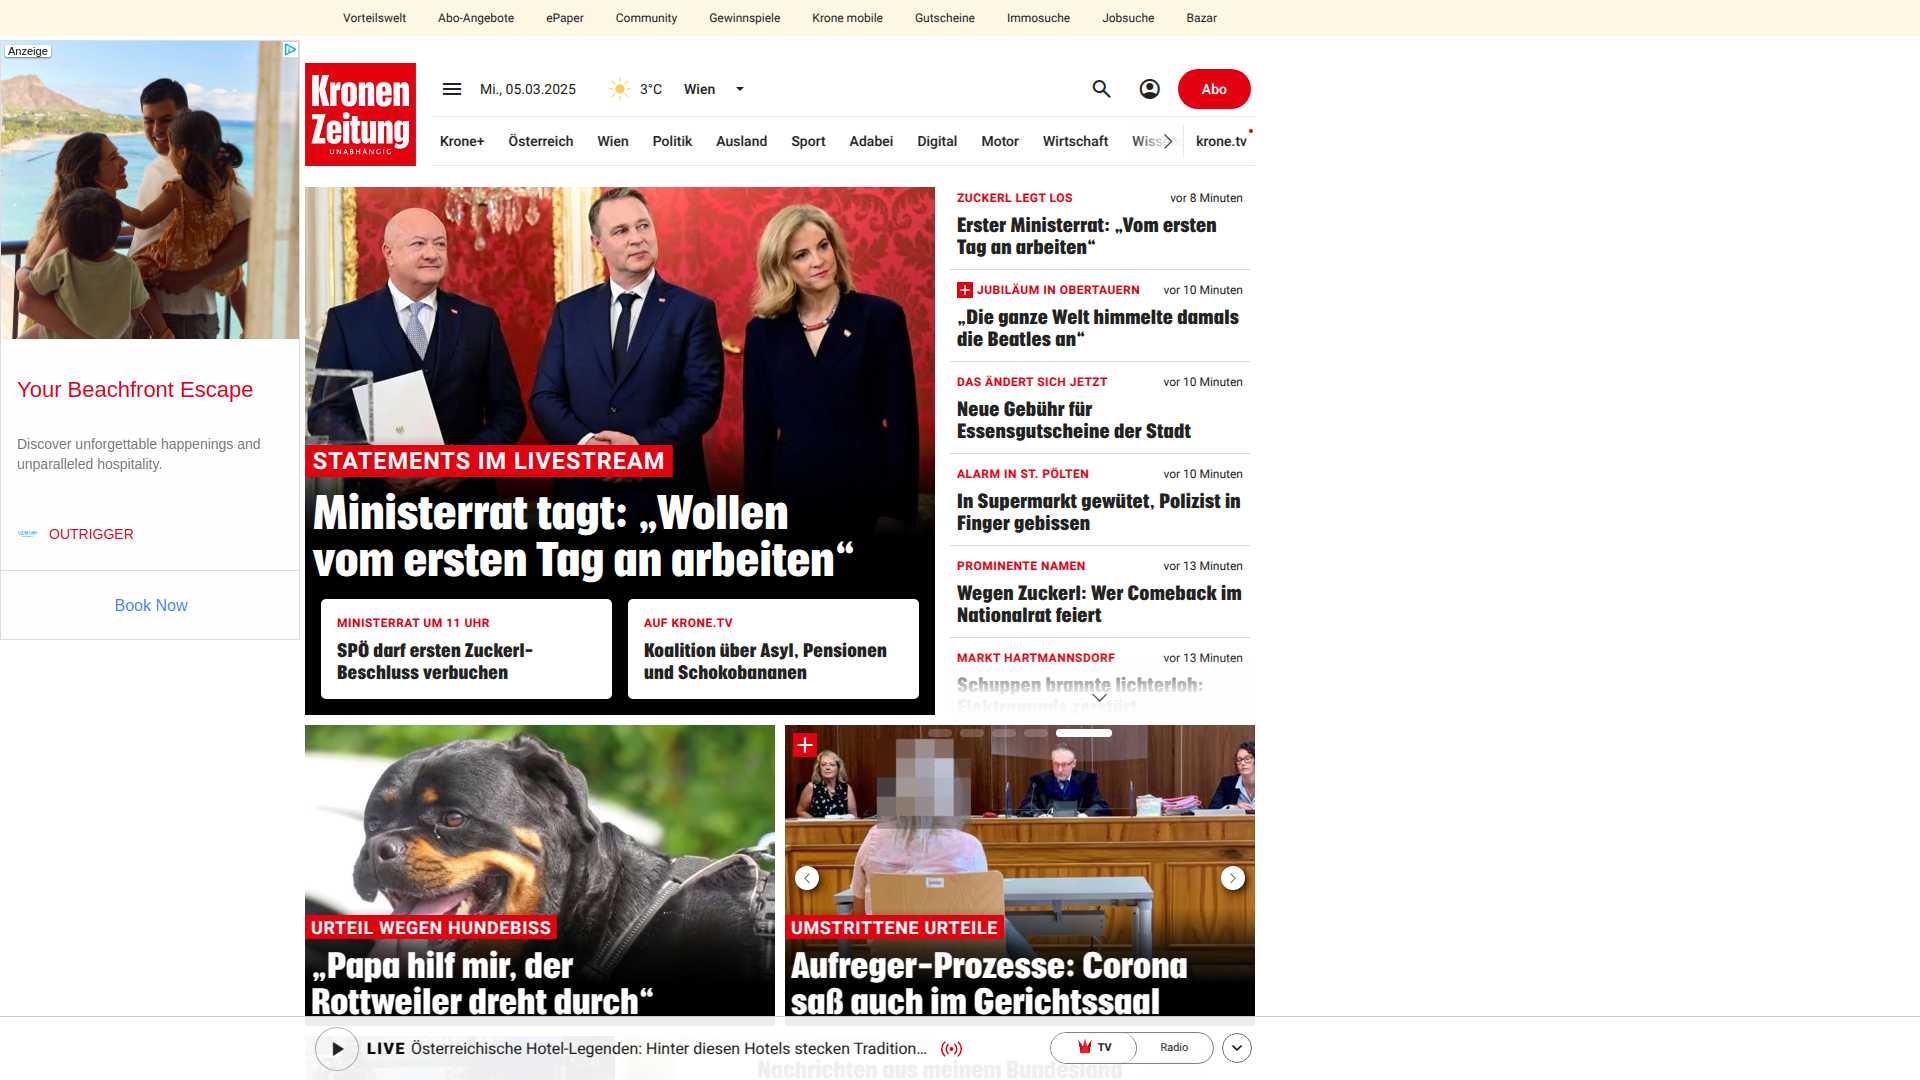 Vorteilswelt
Abo-Angebote
ePaper
Community
Gewinnspiele
Krone mobile
Gutscheine
Immosuche
Jobsuche
Bazar
Anzeige
Your Beachfront Escape
Discover unforgettable happenings and
unparalleled hospitality.
OUTRIGGER
Book Now
Kronen
Zeitung
UNABHÄNGIG
Mi., 05.03.2025
3°C
Wien
Abo
Krone+
Österreich
Wien
Politik
Ausland
Sport
Adabei
Digital
Motor
Wirtschaft
krone.tv
STATEMENTS IM LIVESTREAM
Ministerrat tagt: „Wollen
vom ersten Tag an arbeiten“
MINISTERRAT UM 11 UHR
SPÖ darf ersten Zuckerl-
Beschluss verbuchen
AUF KRONE.TV
Koalition über Asyl, Pensionen
und Schokobananen
ZUCKERL LEGT LOS
vor 8 Minuten
Erster Ministerrat: „Vom ersten
Tag an arbeiten“
JUBILÄUM IN OBERTAUERN
vor 10 Minuten
„Die ganze Welt himmelte damals
die Beatles an“
DAS ÄNDERT SICH JETZT
vor 10 Minuten
Neue Gebühr für
Essensgutscheine der Stadt
ALARM IN ST. PÖLTEN
vor 10 Minuten
In Supermarkt gewütet, Polizist in
Finger gebissen
PROMINENTE NAMEN
vor 13 Minuten
Wegen Zuckerl: Wer Comeback im
Nationalrat feiert
MARKT HARTMANNSDORF
vor 13 Minuten
Schuppen brannte lichterloh:
URTEIL WEGEN HUNDEBISS
„Papa hilf mir, der
Rottweiler dreht durch“
UMSTRITTENE URTEILE
Aufreger-Prozesse: Corona
saß auch im Gerichtssaal
LIVE Österreichische Hotel-Legenden: Hinter diesen Hotels stecken Tradition...
TV
Radio
Nachrichten aus meinem Bundesland